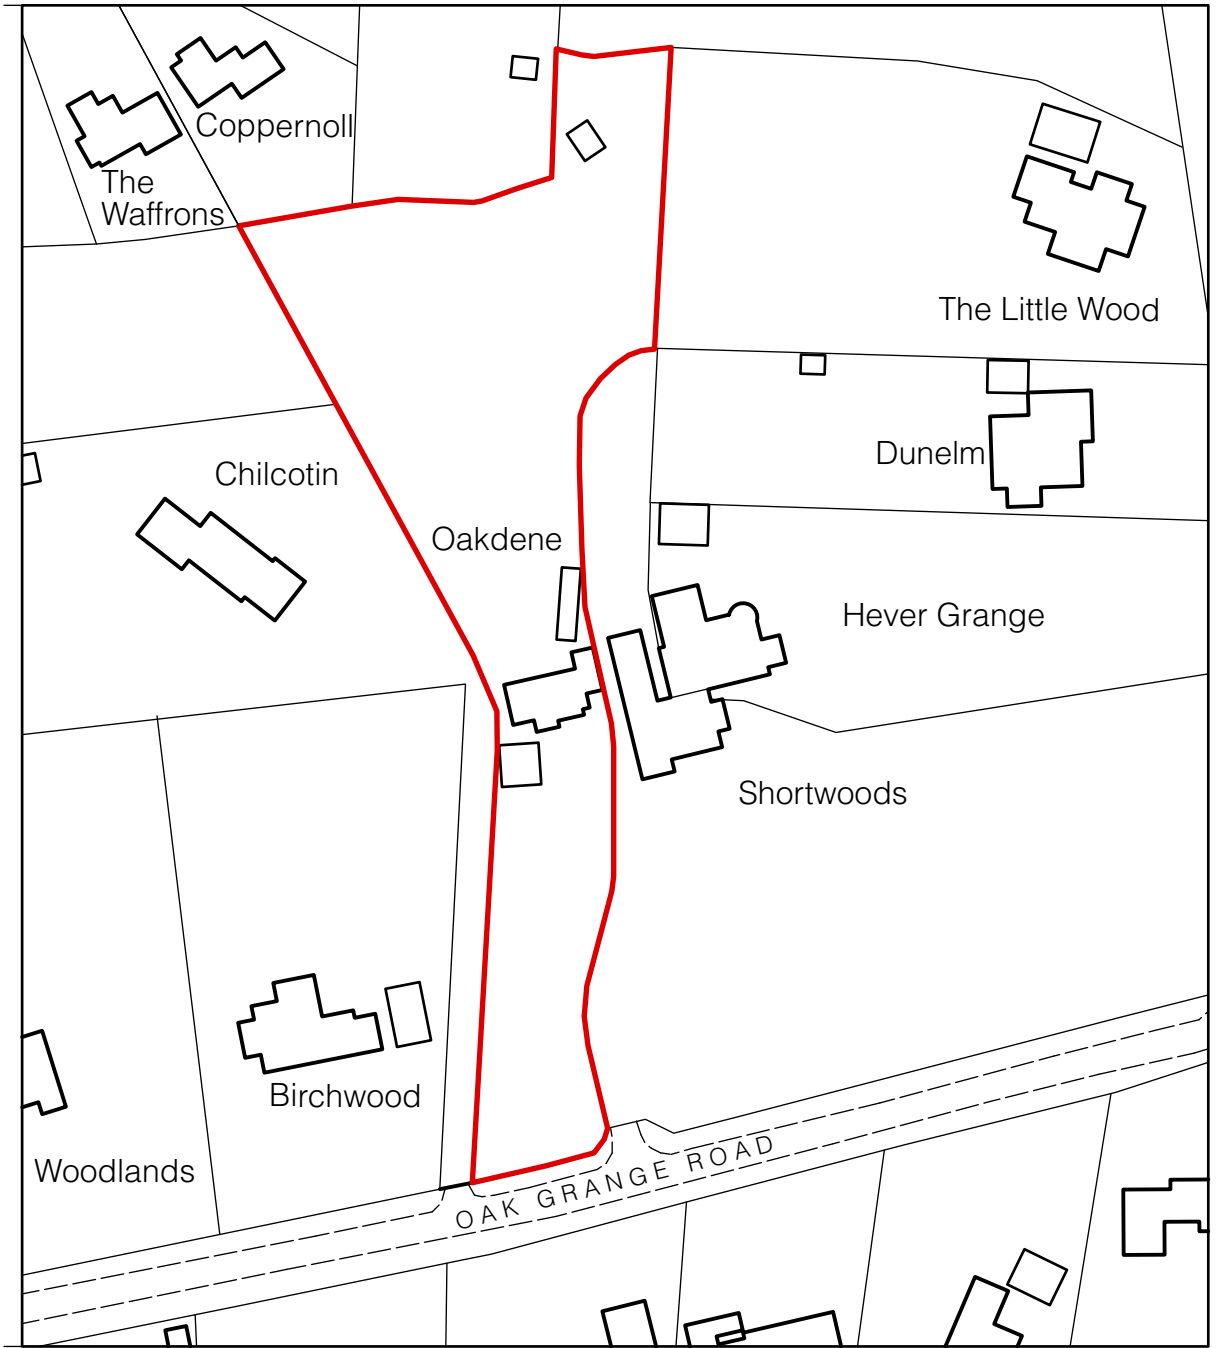 Coppernoll
The
Waffrons
The Little Wood
Dunelm
Chilcotin
Oakdene
Hever Grange
Shortwoods
Birchwood
Woodlands
OAK GRANGE ROAD